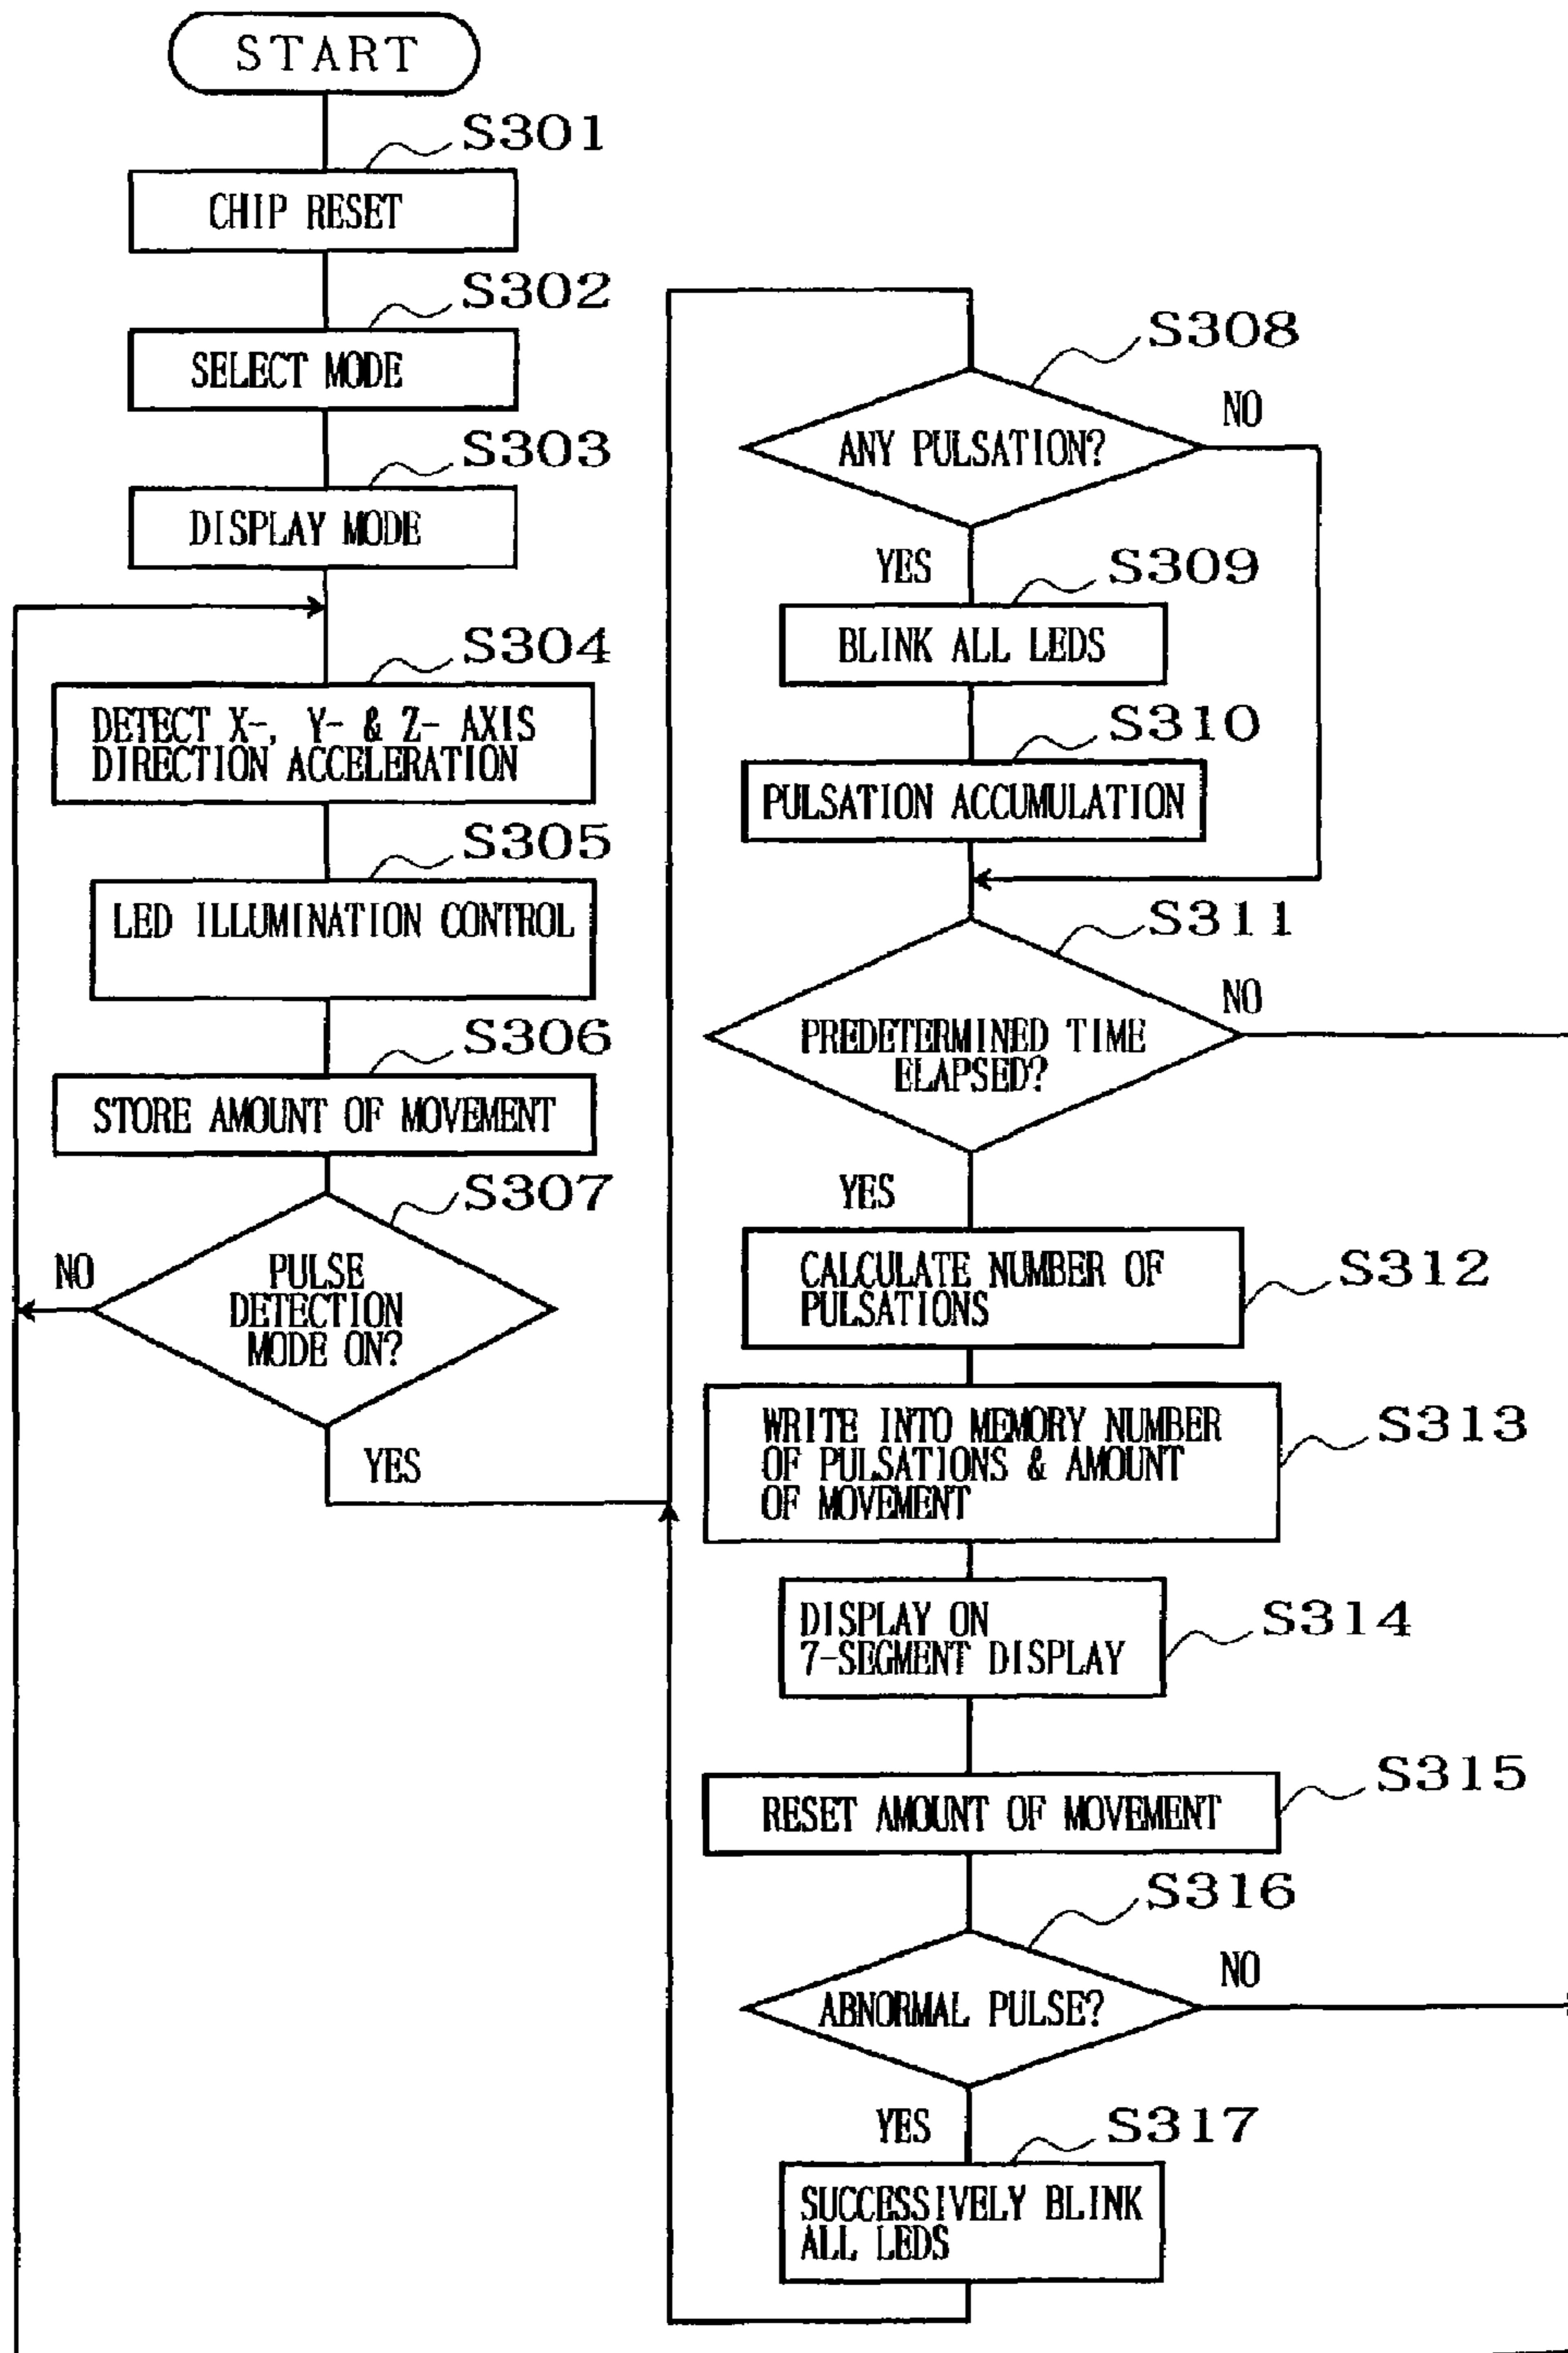 START
S301
CHIP RESET
S302
SELECT MODE
S303
DISPLAY MODE
S304
DETECT X-, Y- & Z- AXIS
DIRECTION ACCELERATION
S305
LED ILLUMINATION CONTROL
S306
STORE AMOUNT OF MOVEMENT
S307
PULSE
DETECTION
MODE ON?
NO
YES
S308
ANY PULSATION?
NO
YES
S309
BLINK ALL LEDS
S310
PULSATION ACCUMULATION
S311
PREDETERMINED TIME
ELAPSED?
NO
YES
S312
CALCULATE NUMBER OF
PULSATIONS
S313
WRITE INTO MEMORY NUMBER
OF PULSATIONS & AMOUNT
OF MOVEMENT
S314
DISPLAY ON
7-SEGMENT DISPLAY
S315
RESET AMOUNT OF MOVEMENT
S316
ABNORMAL PULSE?
NO
YES
S317
SUCCESSIVELY BLINK
ALL LEDS